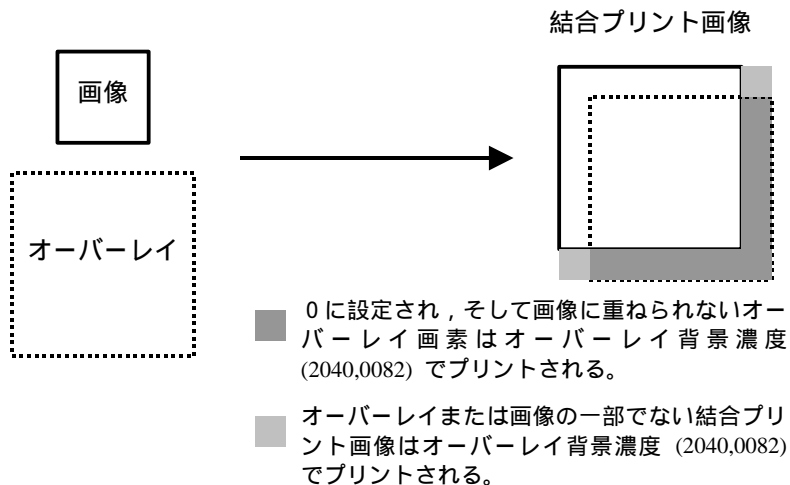 結合プリント画像
画像
オーバーレイ
０に設定され，そして画像に重ねられないオー
バーレイ画素はオーバーレイ背景濃度
(2040,0082) でプリントされる。
オーバーレイまたは画像の一部でない結合プリ
ント画像はオーバーレイ背景濃度 (2040,0082)
でプリントされる。